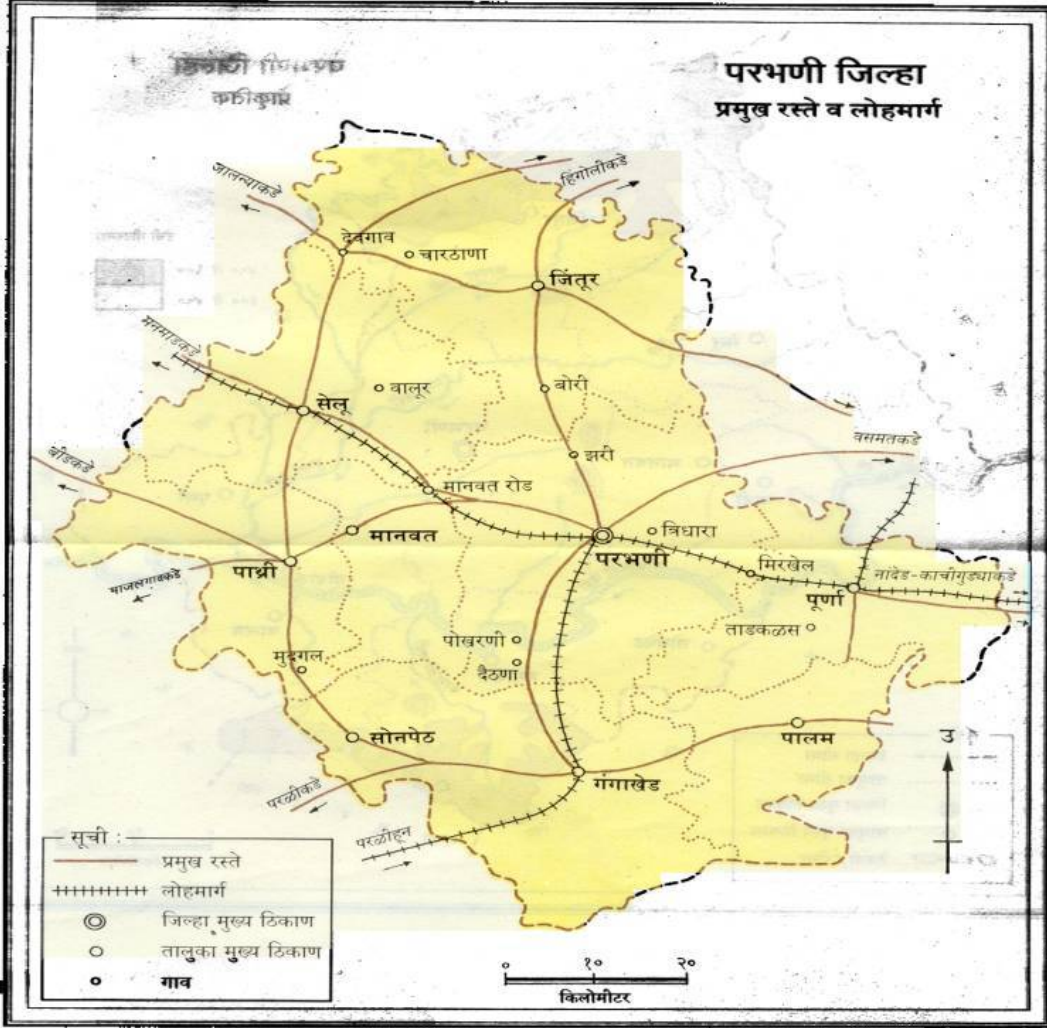 परभणी जिल्हा
प्रमुख रस्ते व लोहमार्ग
जालन्याकडे
हिंगोलीकडे
देवगाव
चारठाणा
जिंतूर
मनमाडकडे
वालूर
बोरी
सेलू
वसमतकडे
झरी
बीडकडे
मानवत रोड
मानवत
त्रिधारा
परभणी
पाथ्री
माजलगावकडे
मिरखेल
नांदेड-काचीगुड्याकडे
पूर्णा
ताडकळस
पोखरणी
दैठणा
मुदगल
सोनपेठ
पालम
उ
गंगाखेड
परळीकडे
परळीहून
सूची :
प्रमुख रस्ते
लोहमार्ग
जिल्हा मुख्य ठिकाण
तालुका मुख्य ठिकाण
गाव
० १० २०
किलोमीटर